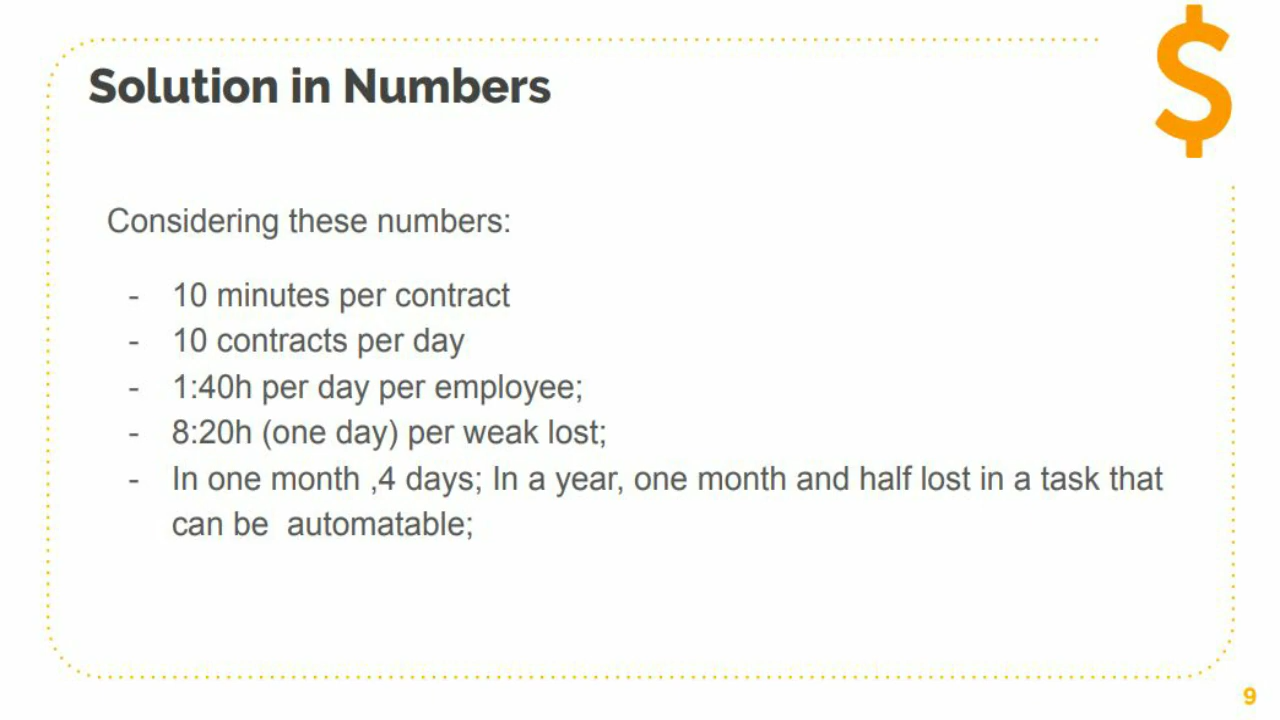 Solution in Numbers
Considering these numbers:
- 10 minutes per contract
- 10 contracts per day
- 1:40h per day per employee;
- 8:20h (one day) per weak lost;
- In one month ,4 days; In a year, one month and half lost in a task that
can be  automatable;
9